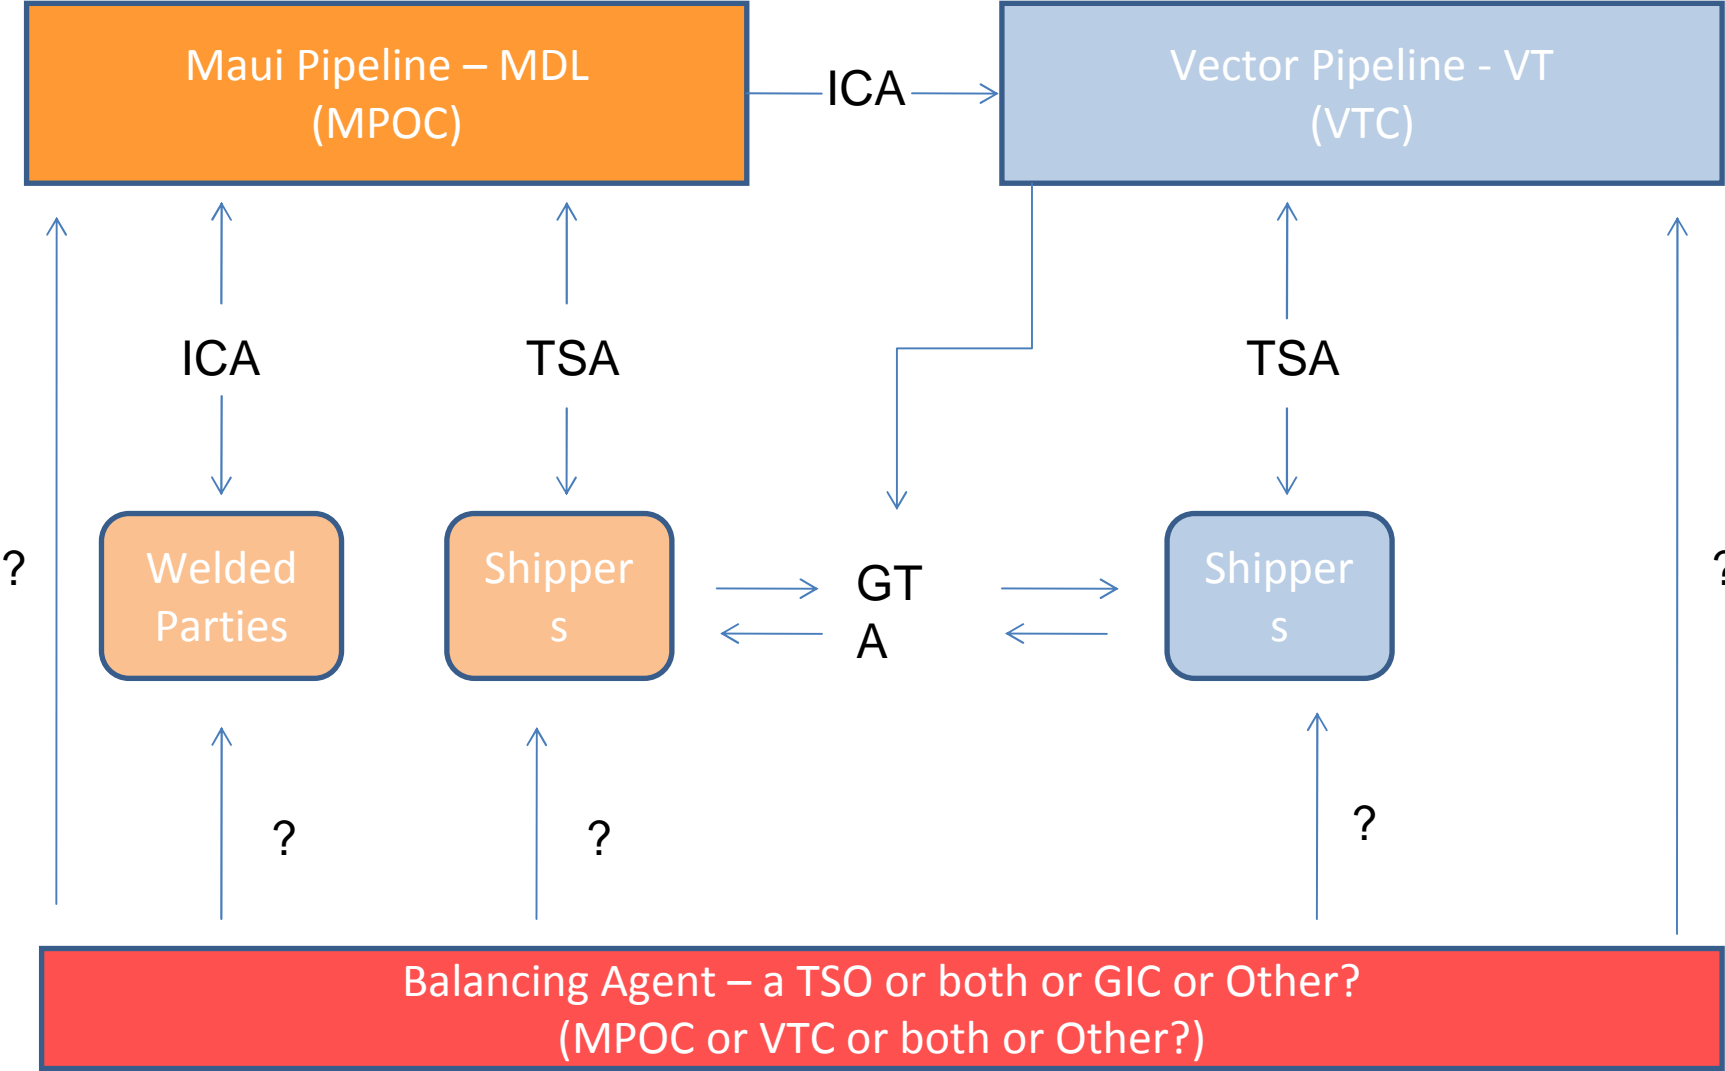 Maui Pipeline – MDL
(MPOC)
ICA
Vector Pipeline - VT
(VTC)
ICA
TSA
TSA
?
Welded
Parties
Shipper
s
GT
A
Shipper
s
?
?
?
?
Balancing Agent – a TSO or both or GIC or Other?
(MPOC or VTC or both or Other?)